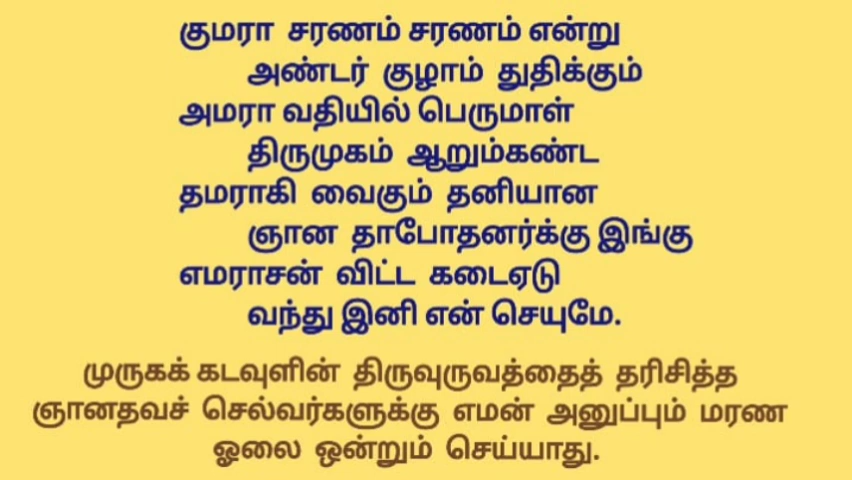 குமரா சரணம் சரணம் என்று
அண்டர் குழாம் துதிக்கும்
அமரா வதியில் பெருமாள்
திருமுகம் ஆறும்கண்ட
தமராகி வைகும் தனியான
ஞான தாபோதனர்க்கு இங்கு
எமராசன் விட்ட கடைஏடு
வந்து இனி என் செயுமே.
முருகக் கடவுளின் திருவுருவத்தைத் தரிசித்த
ஞானதவச் செல்வர்களுக்கு எமன் அனுப்பும் மரண
ஓலை ஒன்றும் செய்யாது.